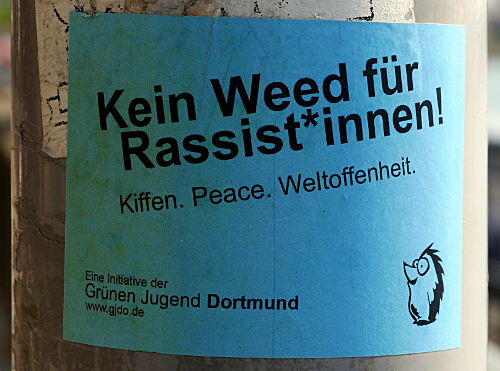 Kein Weed für
Rassist*innen!
Kiffen. Peace. Weltoffenheit.
Eine Initiative der
Grünen Jugend Dortmund
www.gjdo.de